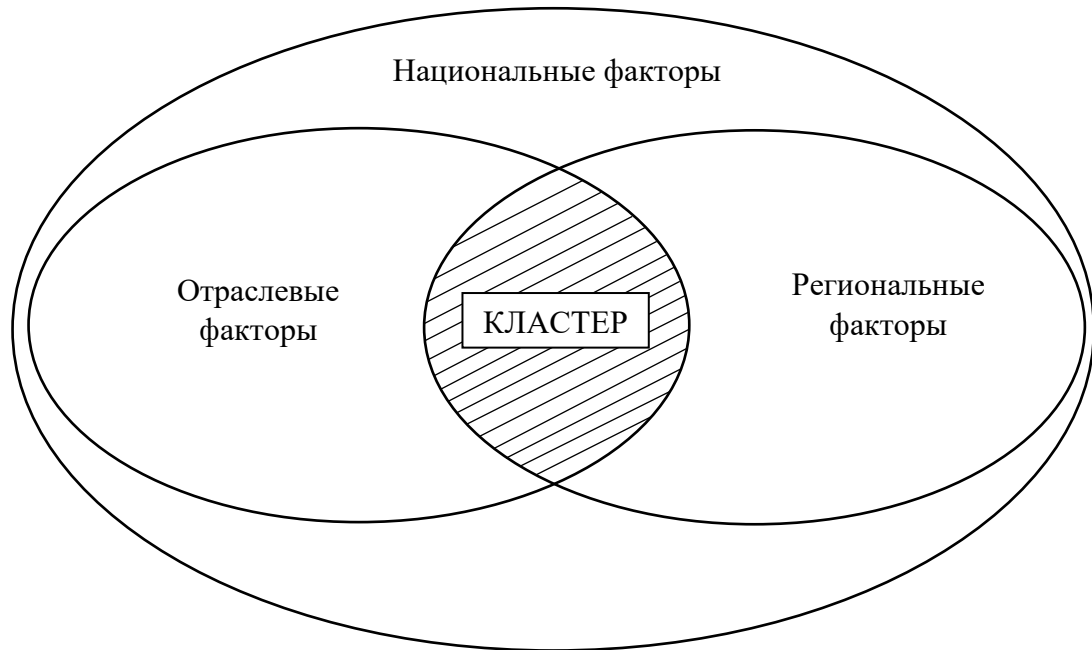 Национальные факторы
Отраслевые
факторы
КЛАСТЕР
Региональные
факторы